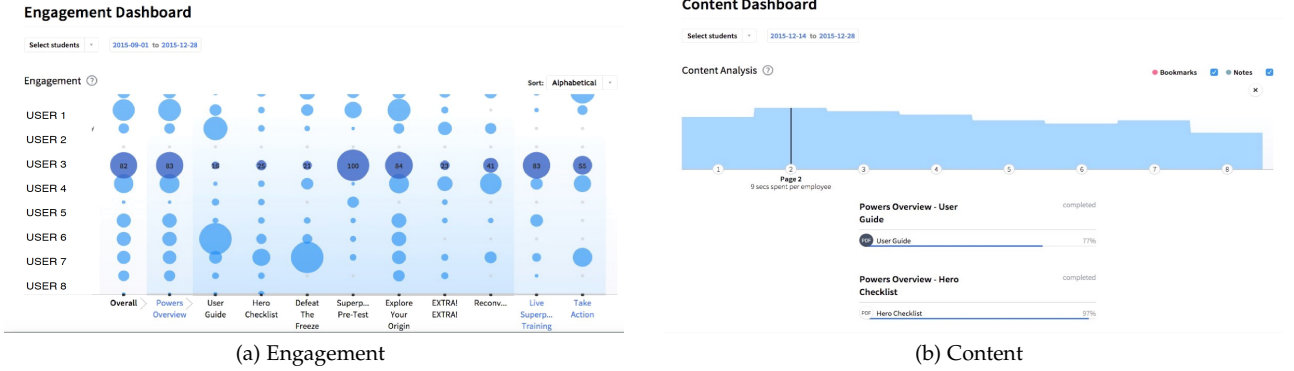 Engagement Dashboard
Select students
2015-09-01 to 2015-12-28
Engagement ?
Sort: Alphabetical
USER 1
USER 2
USER 3
82 83 18 25 21 100 84 23 41 83 55
USER 4
USER 5
USER 6
USER 7
USER 8
Overall
Powers Overview
User Guide
Hero Checklist
Defeat The Freeze
Superp... Pre-Test
Explore Your Origin
EXTRA! EXTRA!
Reconv...
Live Superp... Training
Take Action
(a) Engagement
Content Dashboard
Select students
2015-12-14 to 2015-12-28
Content Analysis ?
Bookmarks
Notes
1 2 3 4 5 6 7 8
Page 2
9 secs spent per employee
Powers Overview - User Guide
completed
PDF User Guide 77%
Powers Overview - Hero Checklist
completed
PDF Hero Checklist 97%
(b) Content